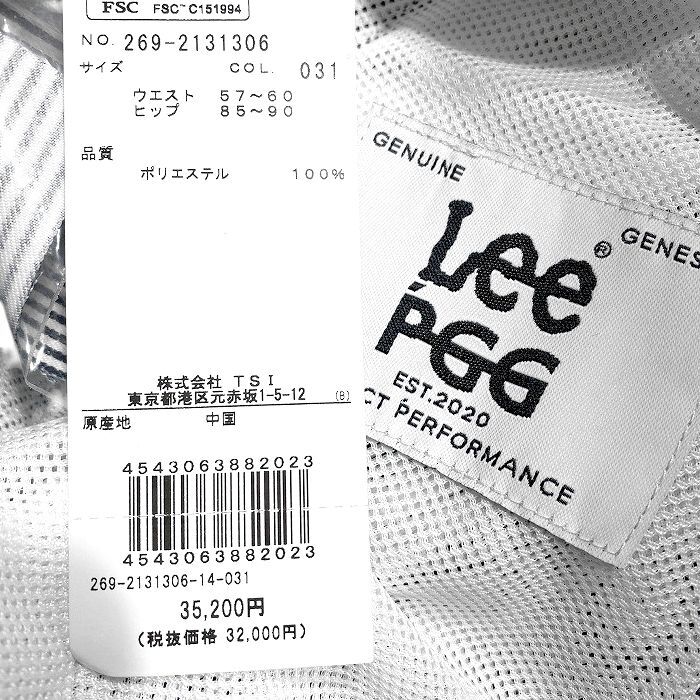 FSC FSC™ C151994
NO. 269-2131306
サイズ COL. 031
ウエスト 57～60
ヒップ 85～90
品質
ポリエステル 100%
株式会社 TSI
東京都港区元赤坂1-5-12 (8)
原産地 中国
4543063882023
4543063882023
269-2131306-14-031
35,200円
(税抜価格 32,000円)
GENUINE
Lee®
GENES
PGG
EST.2020
CT PERFORMANCE